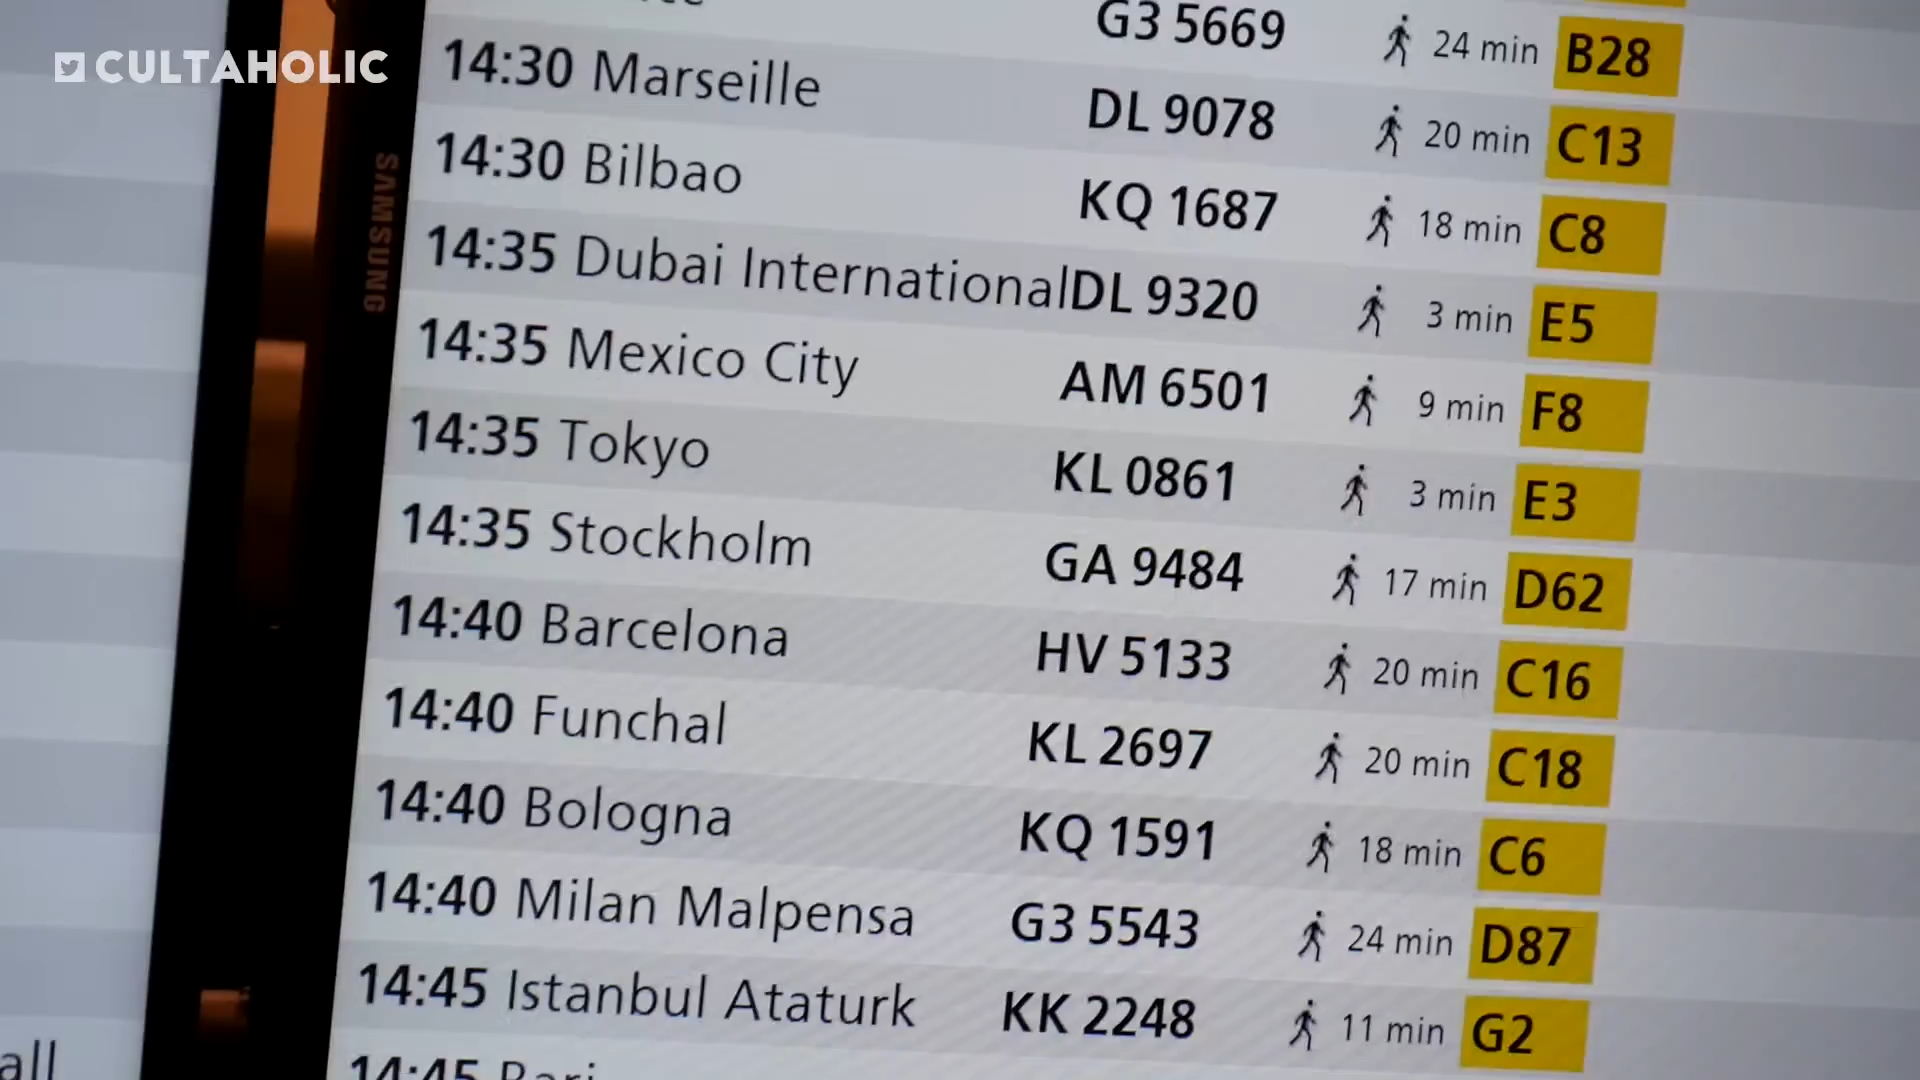 CULTAHOLIC
SAMSUNG
G3 5669 24 min B28
14:30 Marseille DL 9078 20 min C13
14:30 Bilbao KQ 1687 18 min C8
14:35 Dubai International DL 9320 3 min E5
14:35 Mexico City AM 6501 9 min F8
14:35 Tokyo KL 0861 3 min E3
14:35 Stockholm GA 9484 17 min D62
14:40 Barcelona HV 5133 20 min C16
14:40 Funchal KL 2697 20 min C18
14:40 Bologna KQ 1591 18 min C6
14:40 Milan Malpensa G3 5543 24 min D87
14:45 Istanbul Ataturk KK 2248 11 min G2
14:45
all